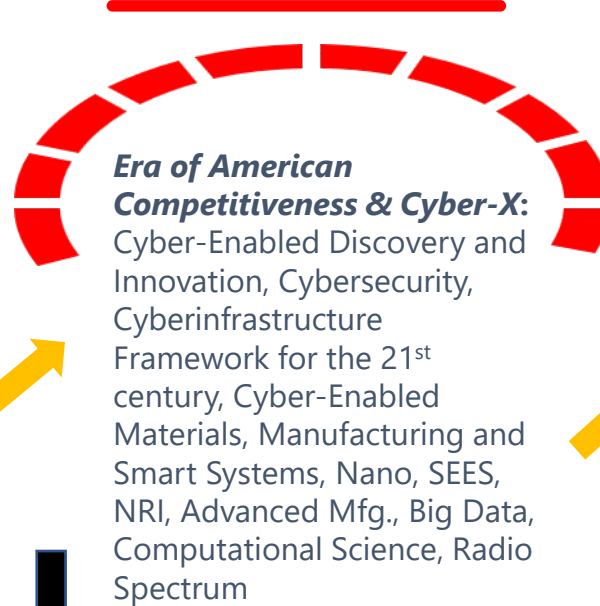 Era of American
Competitiveness & Cyber-X:
Cyber-Enabled Discovery and
Innovation, Cybersecurity,
Cyberinfrastructure
Framework for the 21st
century, Cyber-Enabled
Materials, Manufacturing and
Smart Systems, Nano, SEES,
NRI, Advanced Mfg., Big Data,
Computational Science, Radio
Spectrum